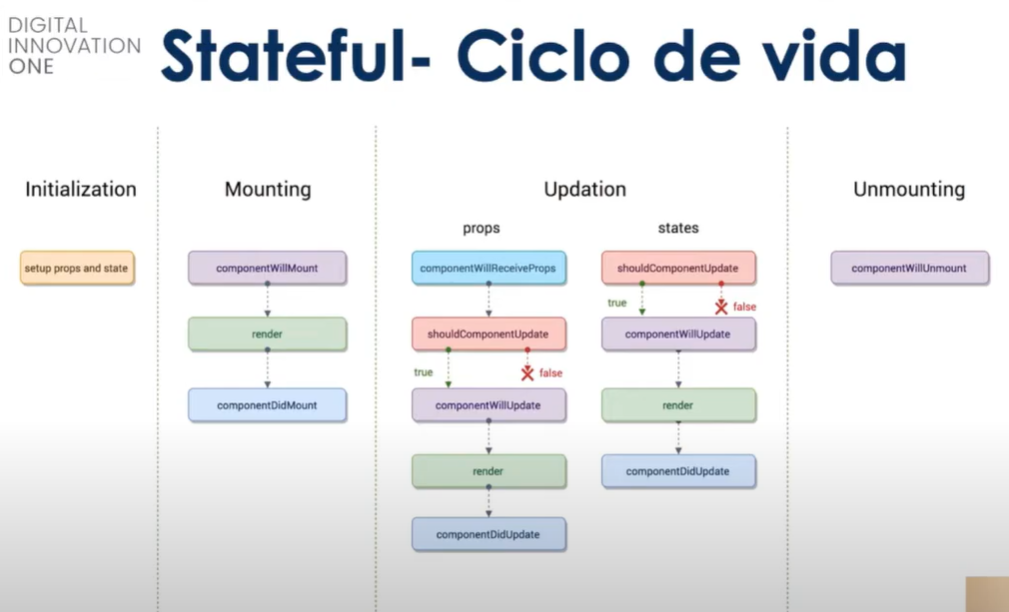 DIGITAL
INNOVATION
ONE
Stateful- Ciclo de vida
Initialization
setup props and state
Mounting
componentWillMount
render
componentDidMount
Updation
props
componentWillReceiveProps
shouldComponentUpdate
true
false
componentWillUpdate
render
componentDidUpdate
states
shouldComponentUpdate
true
false
componentWillUpdate
render
componentDidUpdate
Unmounting
componentWillUnmount